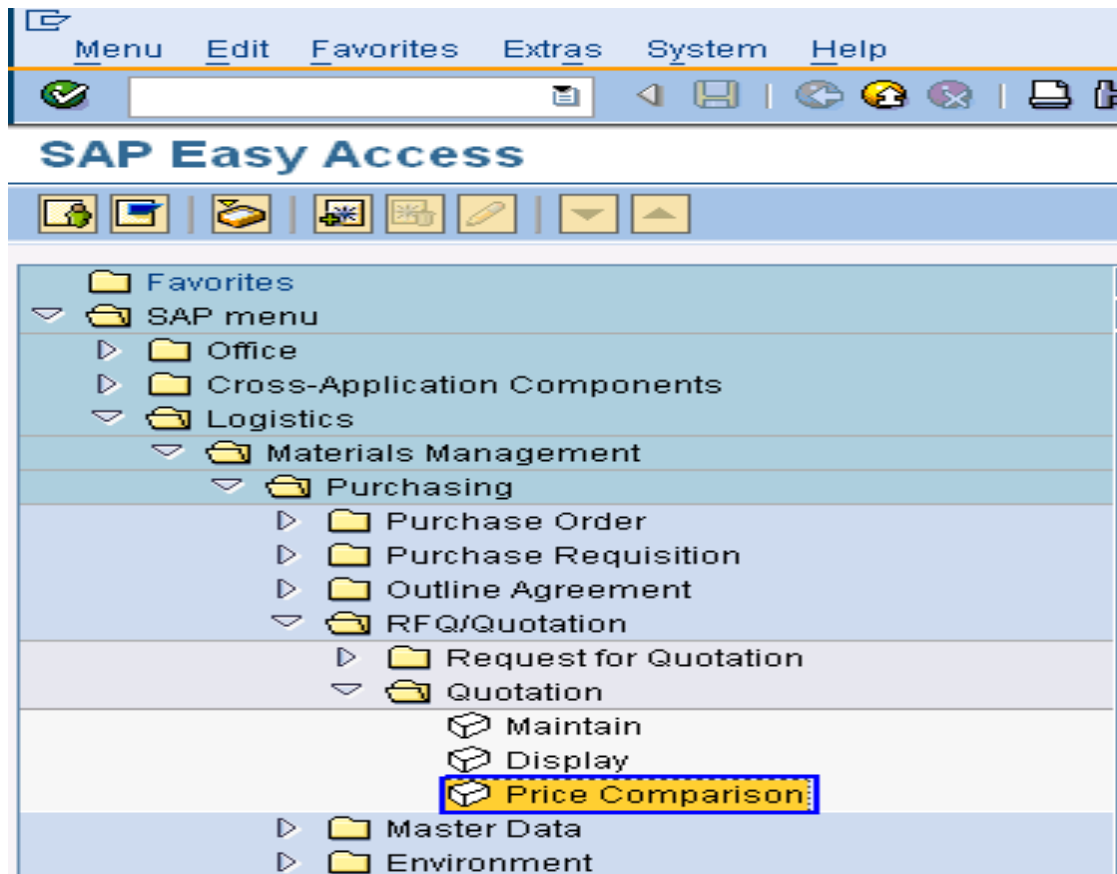 Menu Edit Favorites Extras System Help
SAP Easy Access
Favorites
SAP menu
Office
Cross-Application Components
Logistics
Materials Management
Purchasing
Purchase Order
Purchase Requisition
Outline Agreement
RFQ/Quotation
Request for Quotation
Quotation
Maintain
Display
Price Comparison
Master Data
Environment